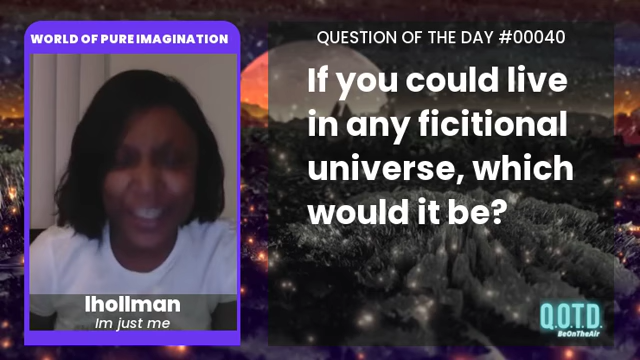 WORLD OF PURE IMAGINATION
QUESTION OF THE DAY #00040
If you could live
in any ficitional
universe, which
would it be?
lhollman
Im just me
Q.O.T.D.
BeOnTheAir